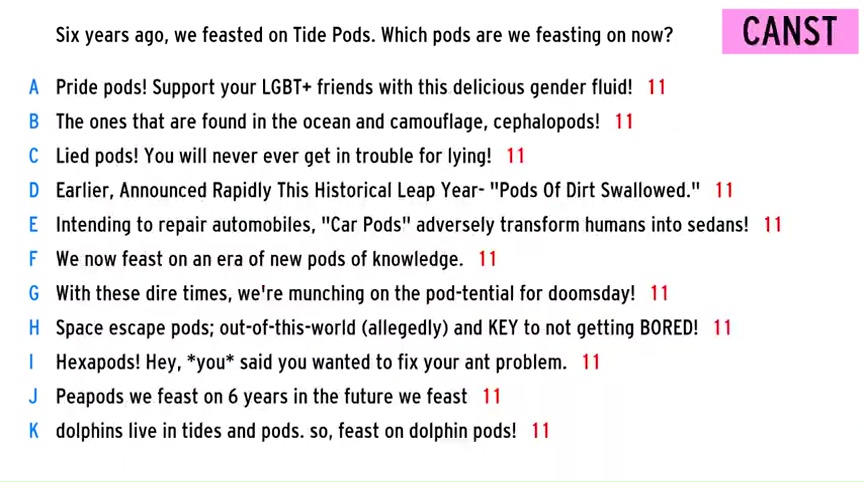 Six years ago, we feasted on Tide Pods. Which pods are we feasting on now?
CANST
A Pride pods! Support your LGBT+ friends with this delicious gender fluid! 11
B The ones that are found in the ocean and camouflage, cephalopods! 11
C Lied pods! You will never ever get in trouble for lying! 11
D Earlier, Announced Rapidly This Historical Leap Year- "Pods Of Dirt Swallowed." 11
E Intending to repair automobiles, "Car Pods" adversely transform humans into sedans! 11
F We now feast on an era of new pods of knowledge. 11
G With these dire times, we're munching on the pod-tential for doomsday! 11
H Space escape pods; out-of-this-world (allegedly) and KEY to not getting BORED! 11
I Hexapods! Hey, *you* said you wanted to fix your ant problem. 11
J Peapods we feast on 6 years in the future we feast 11
K dolphins live in tides and pods. so, feast on dolphin pods! 11